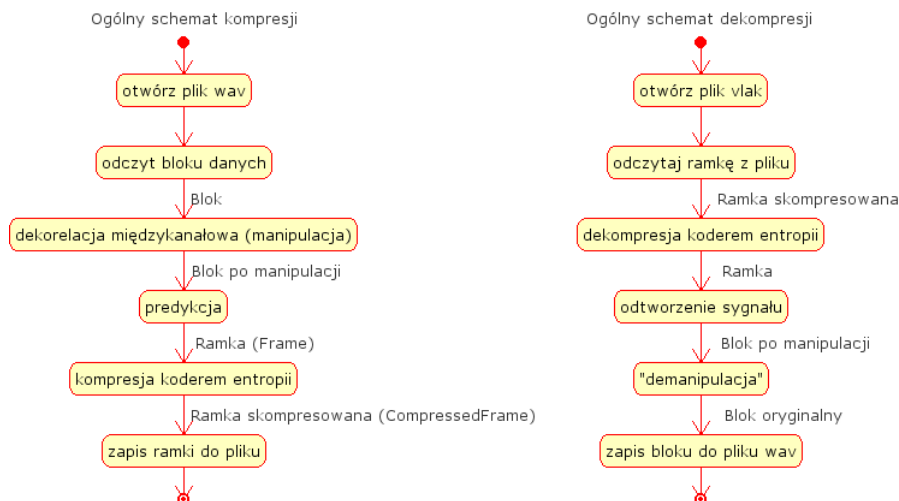 Ogólny schemat kompresji
otwórz plik wav
odczyt bloku danych
Blok
dekorelacja międzykanałowa (manipulacja)
Blok po manipulacji
predykcja
Ramka (Frame)
kompresja koderem entropii
Ramka skompresowana (CompressedFrame)
zapis ramki do pliku
Ogólny schemat dekompresji
otwórz plik vlak
odczytaj ramkę z pliku
Ramka skompresowana
dekompresja koderem entropii
Ramka
odtworzenie sygnału
Blok po manipulacji
"demanipulacja"
Blok oryginalny
zapis bloku do pliku wav